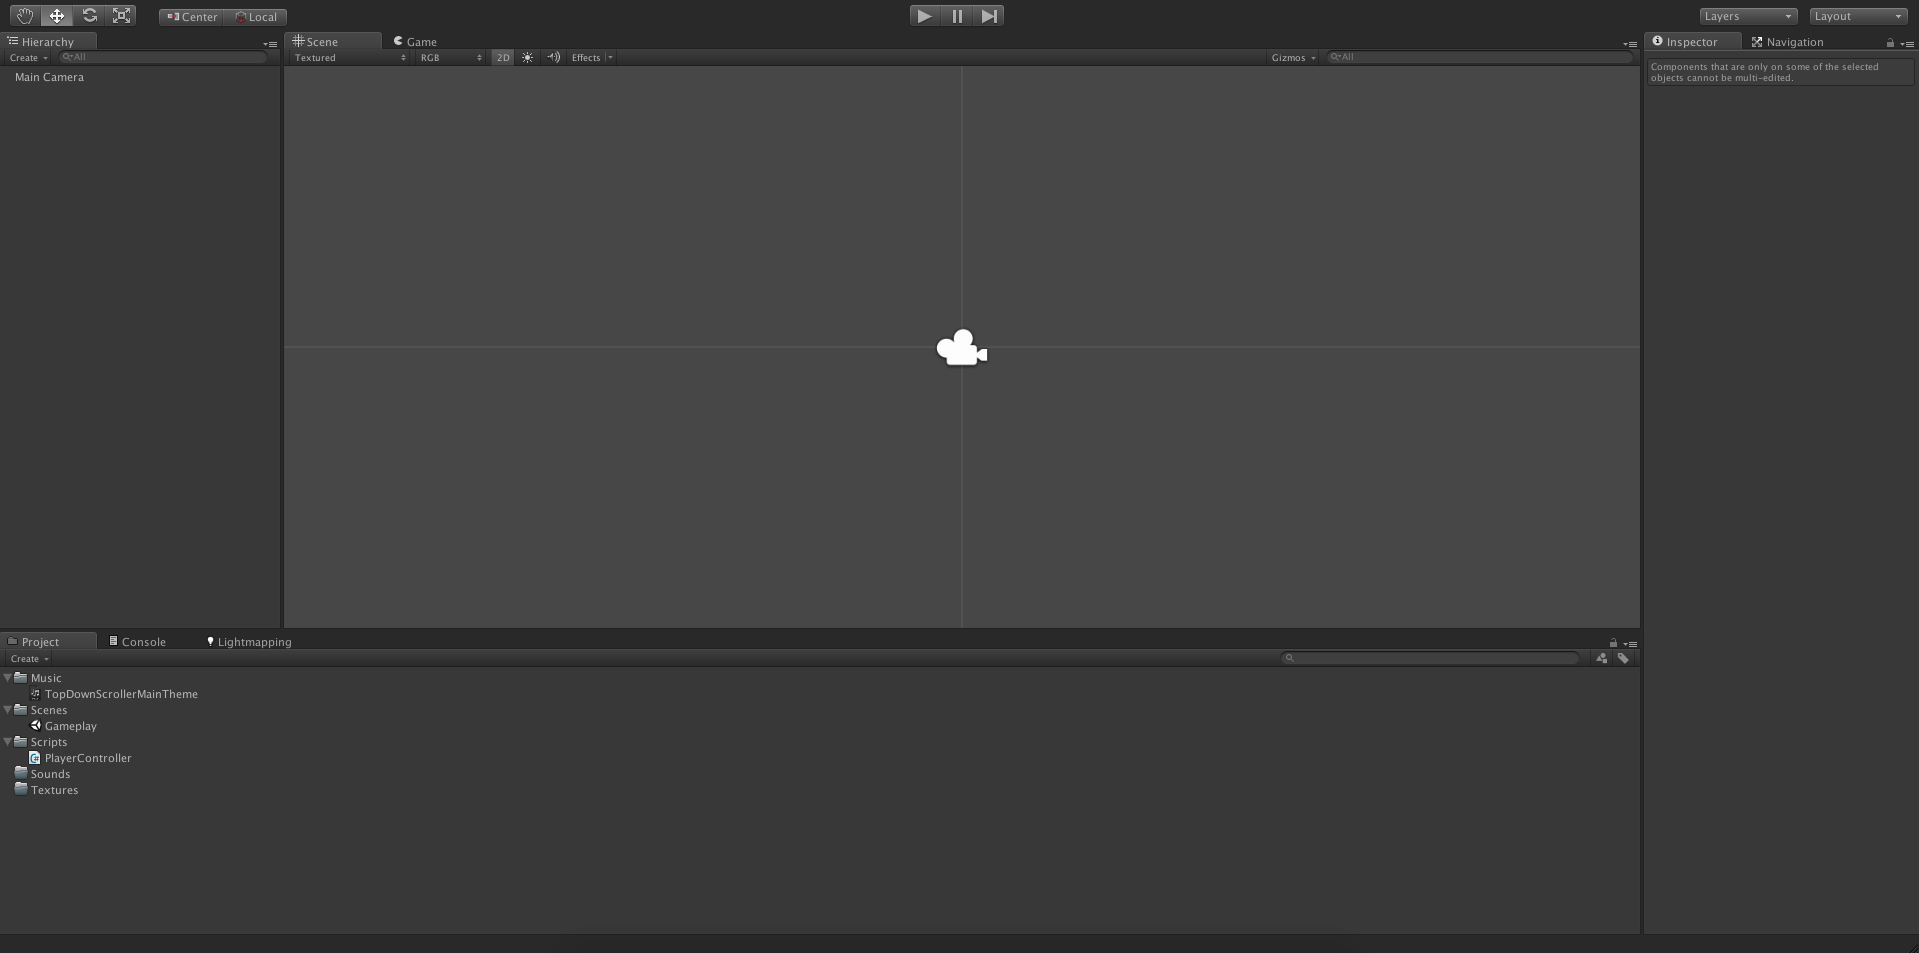 Center Local
Layers Layout
Hierarchy
Create All
Main Camera
Scene Game
Textured RGB 2D Effects Gizmos All
Inspector Navigation
Components that are only on some of the selected
objects cannot be multi-edited.
Project Console Lightmapping
Create
Music
TopDownScrollerMainTheme
Scenes
Gameplay
Scripts
PlayerController
Sounds
Textures